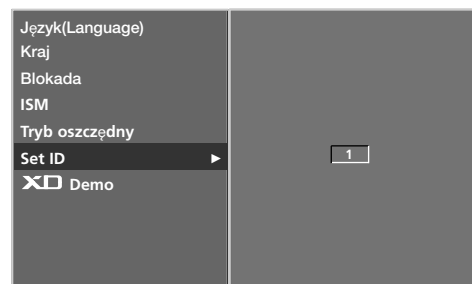 Język(Language)
Kraj
Blokada
ISM
Tryb oszczędny
Set ID ►
1
XD Demo